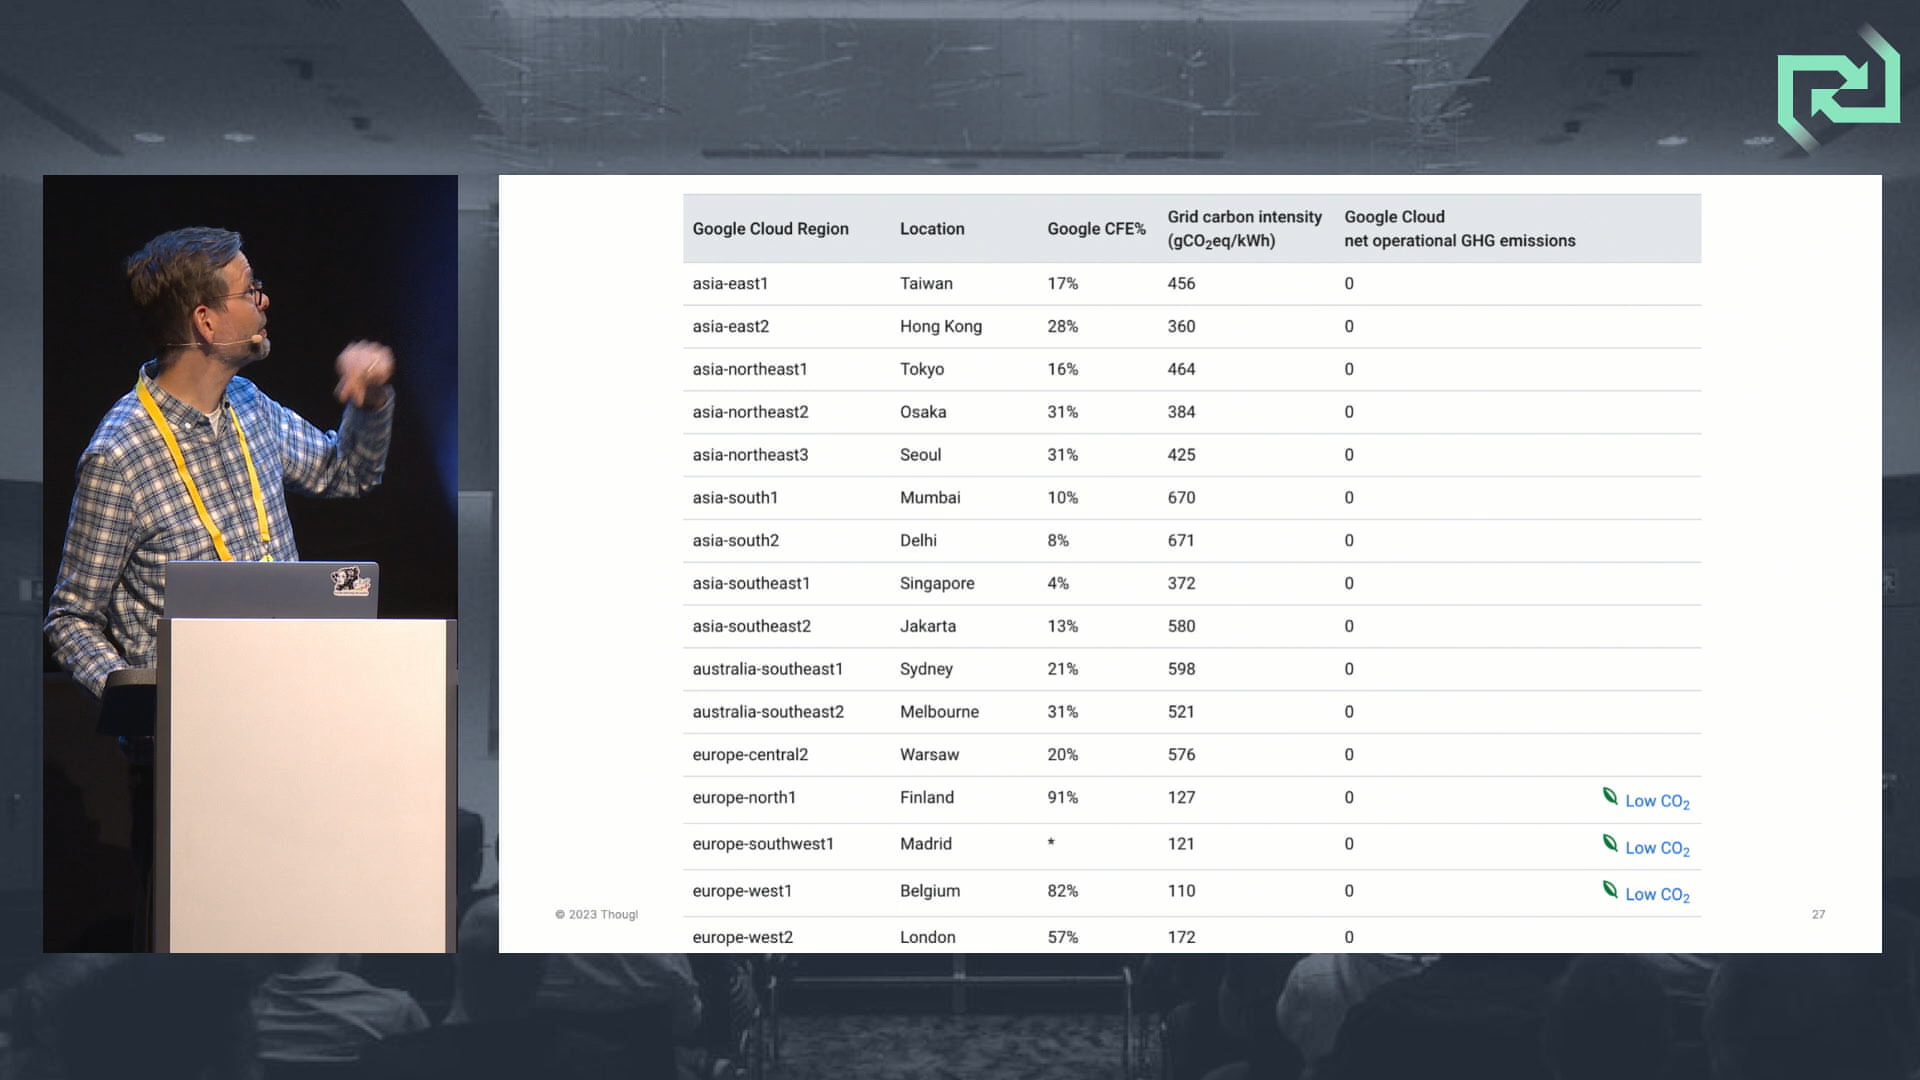 Google Cloud Region Location Google CFE% Grid carbon intensity (gCO₂eq/kWh) Google Cloud net operational GHG emissions
asia-east1 Taiwan 17% 456 0
asia-east2 Hong Kong 28% 360 0
asia-northeast1 Tokyo 16% 464 0
asia-northeast2 Osaka 31% 384 0
asia-northeast3 Seoul 31% 425 0
asia-south1 Mumbai 10% 670 0
asia-south2 Delhi 8% 671 0
asia-southeast1 Singapore 4% 372 0
asia-southeast2 Jakarta 13% 580 0
australia-southeast1 Sydney 21% 598 0
australia-southeast2 Melbourne 31% 521 0
europe-central2 Warsaw 20% 576 0
europe-north1 Finland 91% 127 0 Low CO₂
europe-southwest1 Madrid * 121 0 Low CO₂
europe-west1 Belgium 82% 110 0 Low CO₂
© 2023 Thougl 27
europe-west2 London 57% 172 0